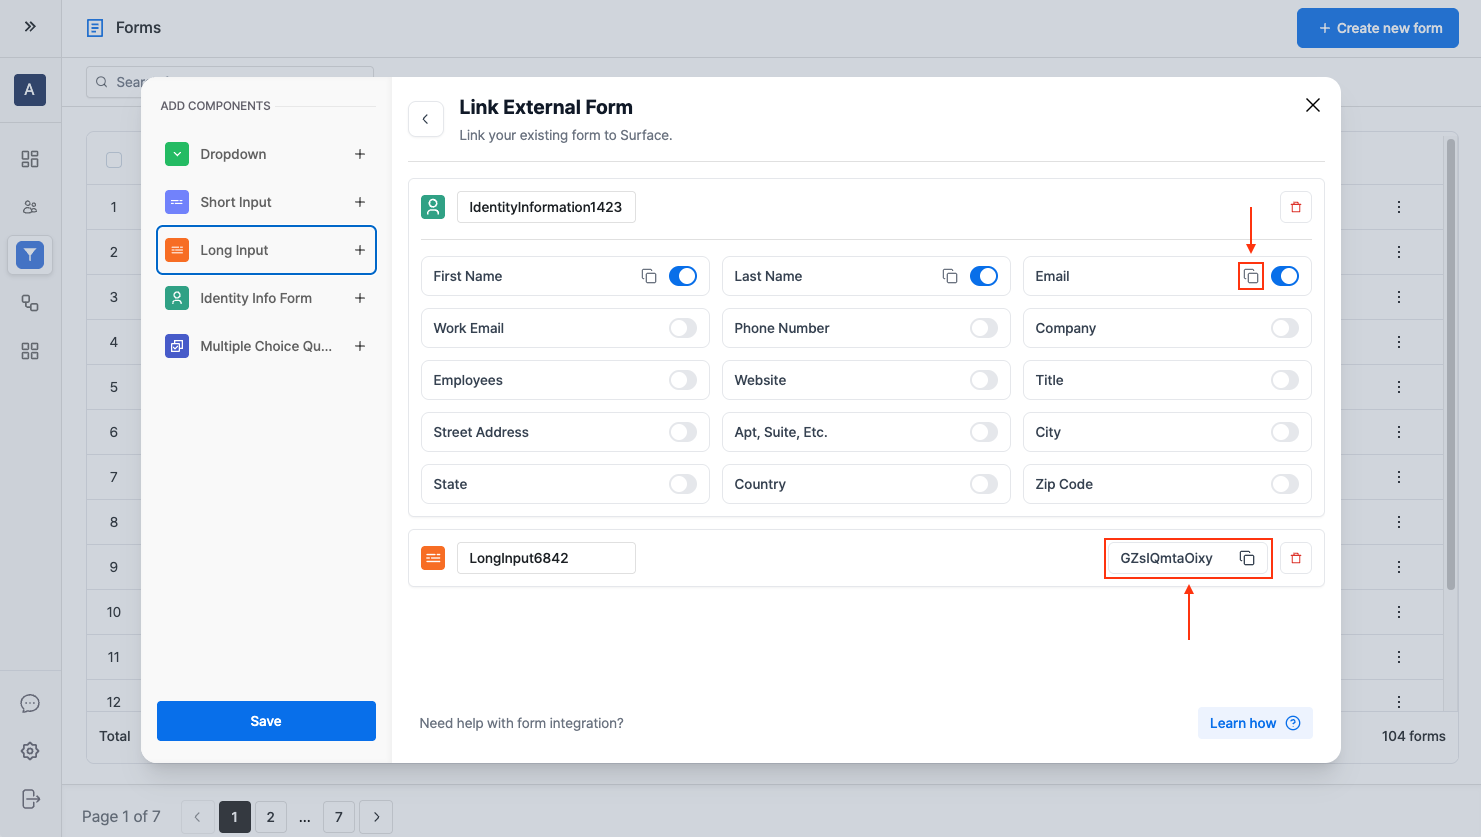 Forms
+ Create new form
A
Sear
ADD COMPONENTS
Dropdown
Short Input
Long Input
Identity Info Form
Multiple Choice Qu...
Save
Link External Form
Link your existing form to Surface.
IdentityInformation1423
First Name
Last Name
Email
Work Email
Phone Number
Company
Employees
Website
Title
Street Address
Apt, Suite, Etc.
City
State
Country
Zip Code
LongInput6842
GZsIQmtaOixy
Need help with form integration?
Learn how
1
2
3
4
5
6
7
8
9
10
11
12
Total
104 forms
Page 1 of 7
1
2
...
7